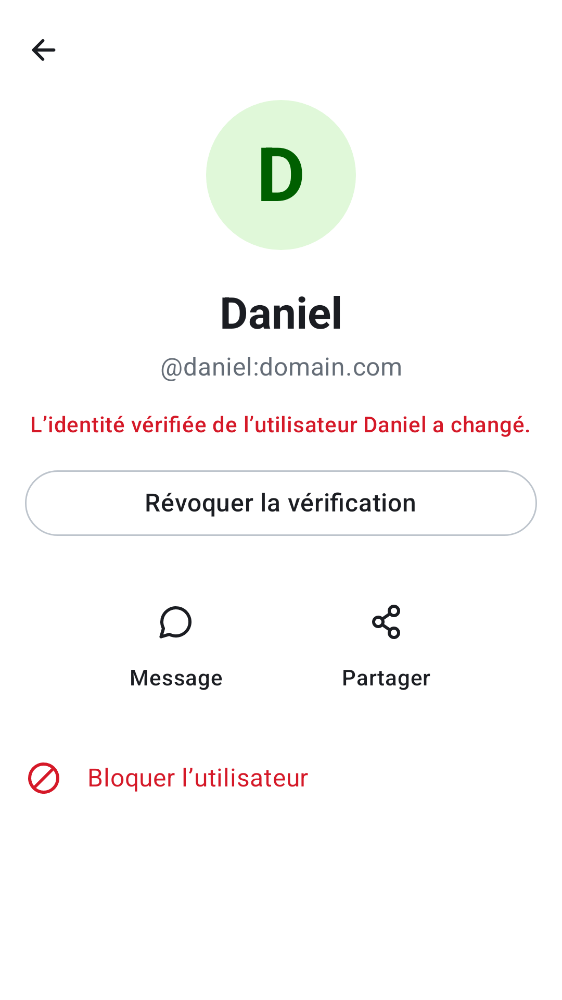 D
Daniel
@daniel:domain.com
L’identité vérifiée de l’utilisateur Daniel a changé.
Révoquer la vérification
Message
Partager
Bloquer l’utilisateur